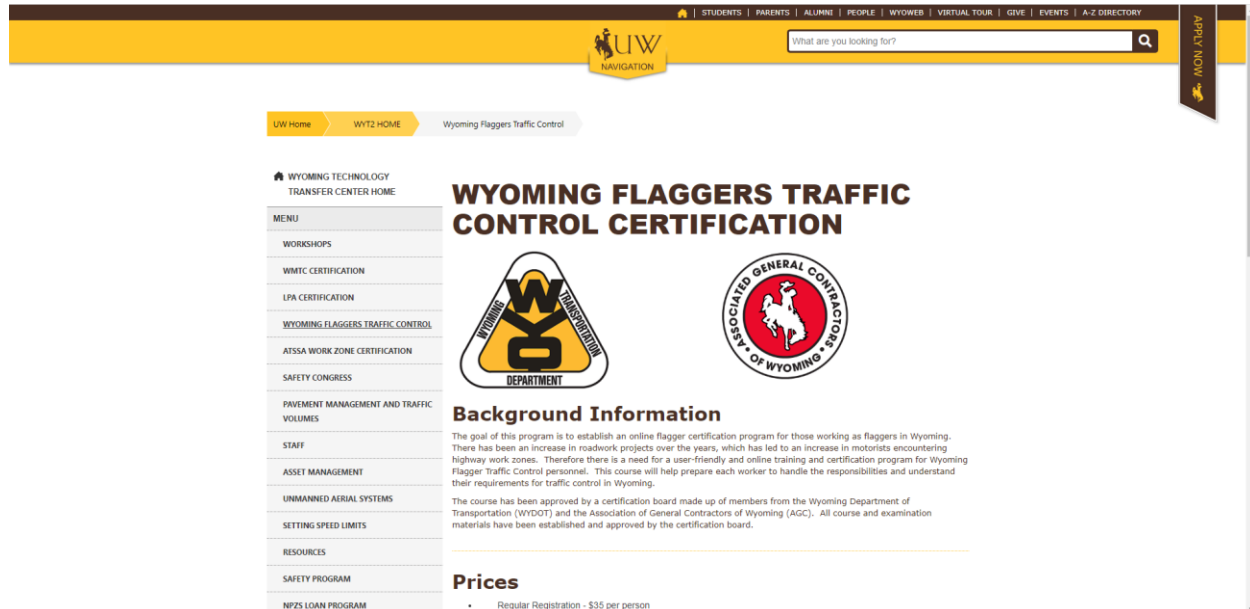 STUDENTS | PARENTS | ALUMNI | PEOPLE | WYOWEB | VIRTUAL TOUR | GIVE | EVENTS | A-Z DIRECTORY
UW
NAVIGATION
What are you looking for?
APPLY NOW
UW Home
WYT2 HOME
Wyoming Flaggers Traffic Control
WYOMING TECHNOLOGY
TRANSFER CENTER HOME
MENU
WORKSHOPS
WMTC CERTIFICATION
LPA CERTIFICATION
WYOMING FLAGGERS TRAFFIC CONTROL
ATSSA WORK ZONE CERTIFICATION
SAFETY CONGRESS
PAVEMENT MANAGEMENT AND TRAFFIC
VOLUMES
STAFF
ASSET MANAGEMENT
UNMANNED AERIAL SYSTEMS
SETTING SPEED LIMITS
RESOURCES
SAFETY PROGRAM
NPZS LOAN PROGRAM
WYOMING FLAGGERS TRAFFIC
CONTROL CERTIFICATION
WYOMING
TRANSPORTATION
DEPARTMENT
WYO
ASSOCIATED GENERAL CONTRACTORS
OF WYOMING
Background Information
The goal of this program is to establish an online flagger certification program for those working as flaggers in Wyoming.
There has been an increase in roadwork projects over the years, which has led to an increase in motorists encountering
highway work zones. Therefore there is a need for a user-friendly and online training and certification program for Wyoming
Flagger Traffic Control personnel. This course will help prepare each worker to handle the responsibilities and understand
their requirements for traffic control in Wyoming.
The course has been approved by a certification board made up of members from the Wyoming Department of
Transportation (WYDOT) and the Association of General Contractors of Wyoming (AGC). All course and examination
materials have been established and approved by the certification board.
Prices
• Regular Registration - $35 per person